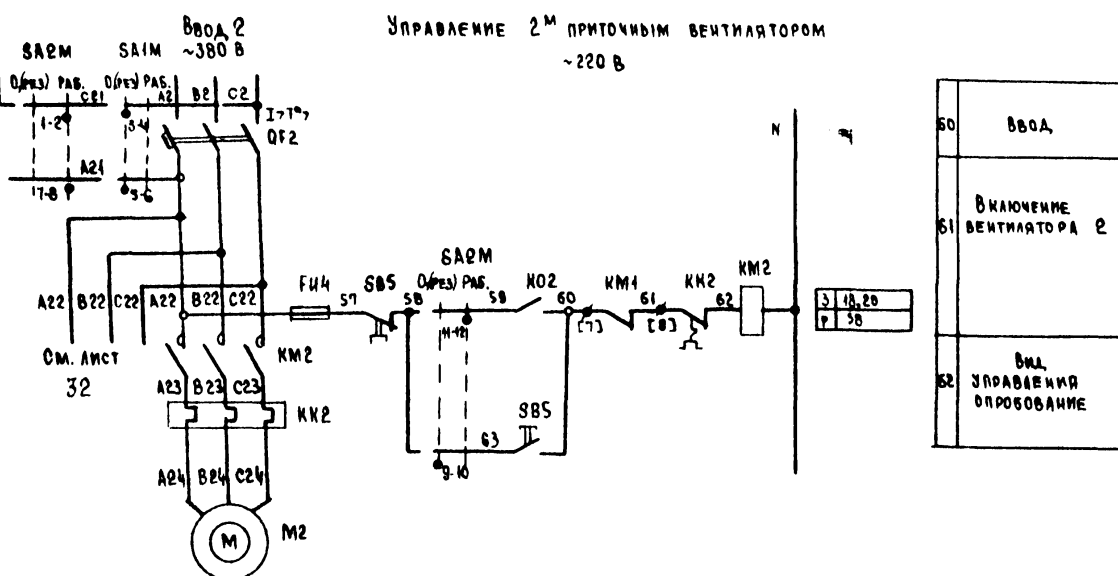 Управление 2м приточным вентилятором
~220 В
Ввод 2
~380 В
SA2M
SA1M
О(рез) Раб.
О(рез) Раб.
C21
A2
B2
C2
1-2
3-4
QF2
A21
7-8
5-6
N
A22
B22
C22
A22
B22
C22
См. лист
32
FU4
57
SB5
58
SA2M
О(рез) Раб.
11-12
59
KO2
60
[7]
KM1
61
[8]
KK2
62
KM2
З 18,20
Р 58
KM2
A23
B23
C23
KK2
63
SB5
9-10
A24
B24
C24
M
M2
60 Ввод
61 Включение
вентилятора 2
62 Вид
управления
опробование